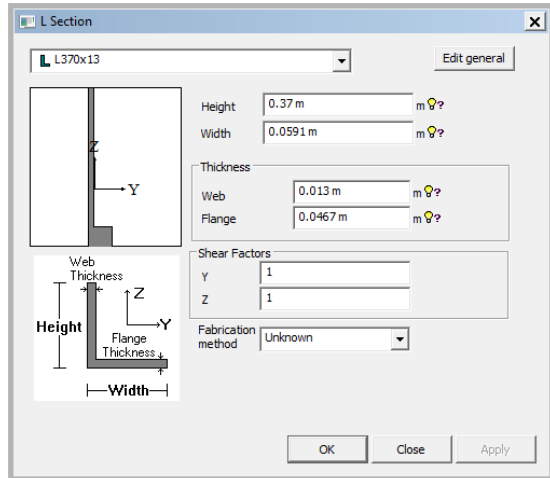 L Section
L370x13
Edit general
Height 0.37 m m ?
Width 0.0591 m m ?
Z
Y
Thickness
Web 0.013 m m ?
Flange 0.0467 m m ?
Shear Factors
Y 1
Z 1
Web
Thickness
Z
Height
Y
Flange
Thickness
Width
Fabrication
method Unknown
OK Close Apply